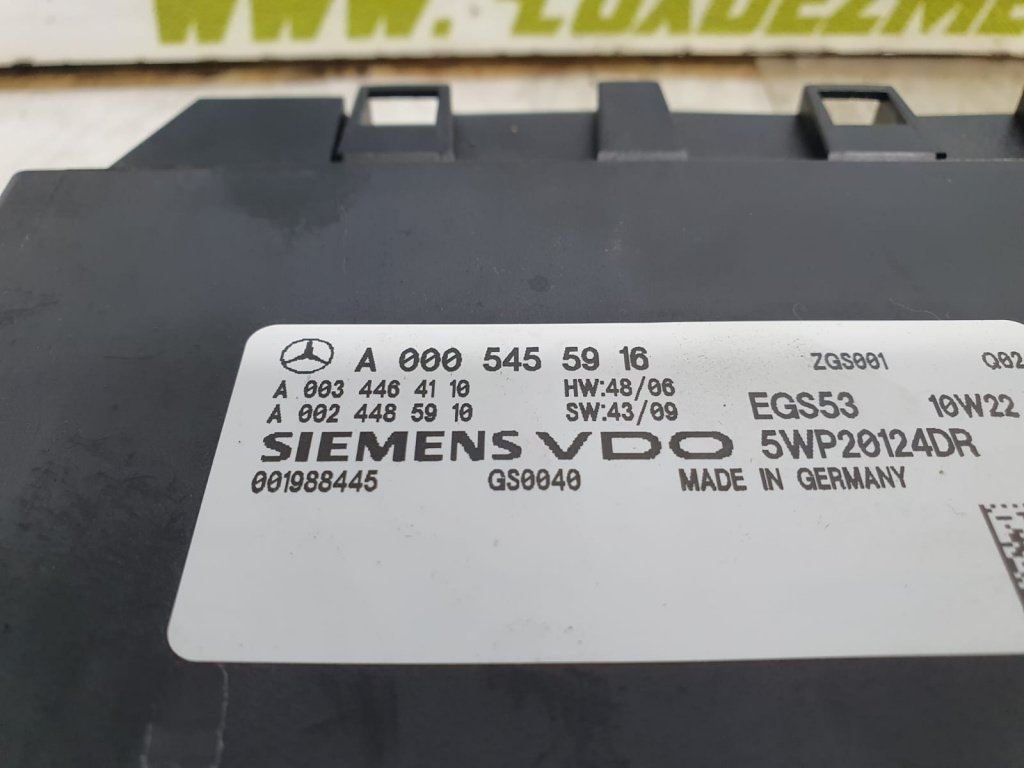 A 000 545 59 16 ZGS001 Q02
A 003 446 41 10 HW:48/06
A 002 448 59 10 SW:43/09 EGS53 10W22
SIEMENS VDO 5WP20124DR
001988445 GS0040 MADE IN GERMANY